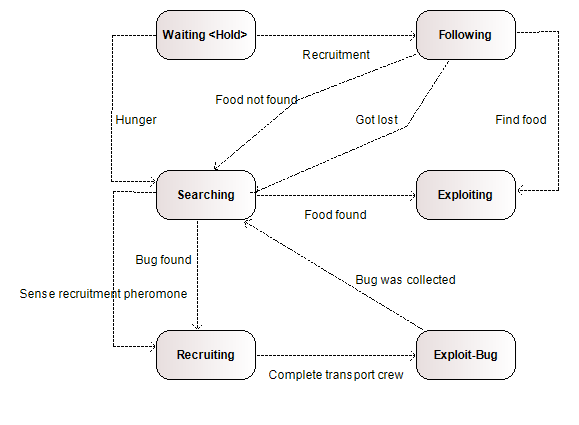 Waiting <Hold>
Following
Recruitment
Food not found
Hunger
Got lost
Find food
Searching
Exploiting
Food found
Bug found
Bug was collected
Sense recruitment pheromone
Recruiting
Exploit-Bug
Complete transport crew